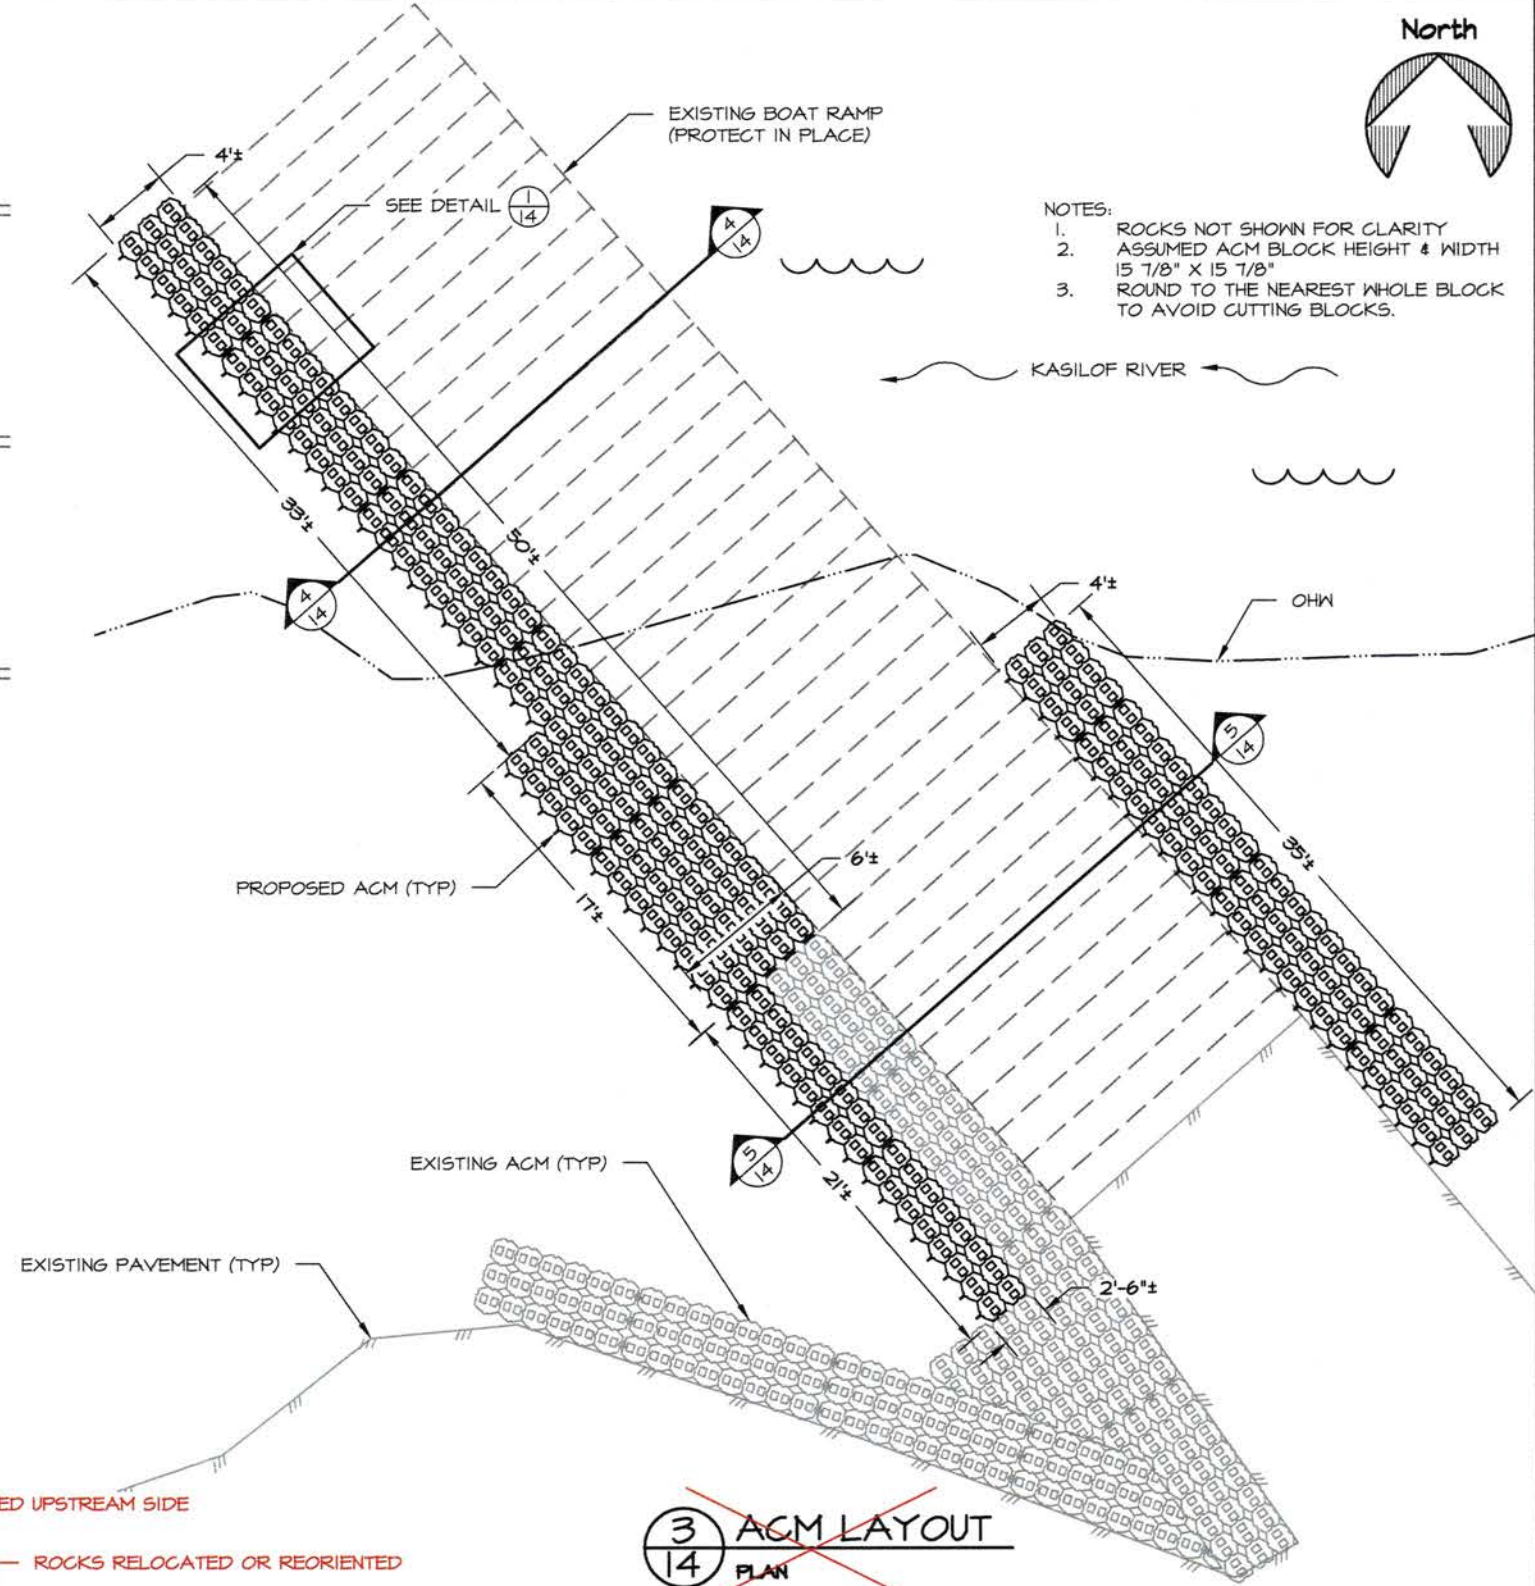 North
EXISTING BOAT RAMP
(PROTECT IN PLACE)
4'±
SEE DETAIL 1
14
4
14
NOTES:
1. ROCKS NOT SHOWN FOR CLARITY
2. ASSUMED ACM BLOCK HEIGHT & WIDTH
15 7/8" X 15 7/8"
3. ROUND TO THE NEAREST WHOLE BLOCK
TO AVOID CUTTING BLOCKS.
KASILOF RIVER
33'±
50'±
4'±
OHW
4
14
5
14
6'±
35'±
PROPOSED ACM (TYP)
17'±
5
14
EXISTING ACM (TYP)
21'±
EXISTING PAVEMENT (TYP)
2'-6"±
ED UPSTREAM SIDE
ROCKS RELOCATED OR REORIENTED
3
14
ACM LAYOUT
PLAN